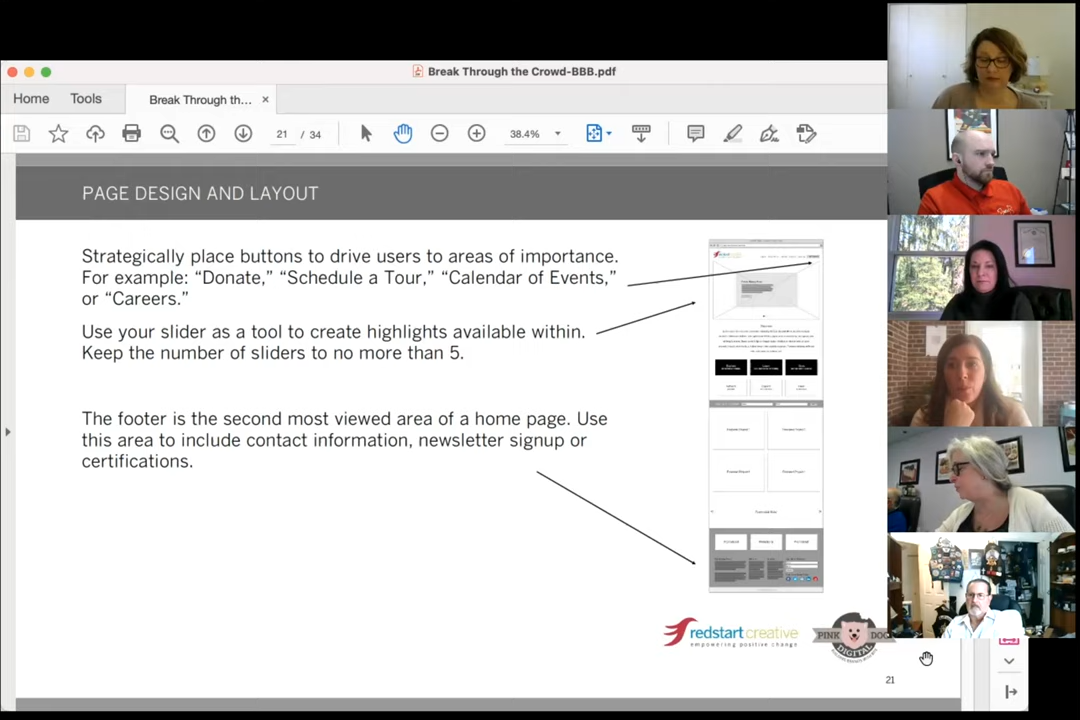 Break Through the Crowd-BBB.pdf
Home
Tools
Break Through th...
21 / 34
38.4%
PAGE DESIGN AND LAYOUT
Strategically place buttons to drive users to areas of importance.
For example: “Donate,” “Schedule a Tour,” “Calendar of Events,”
or “Careers.”
Use your slider as a tool to create highlights available within.
Keep the number of sliders to no more than 5.
The footer is the second most viewed area of a home page. Use
this area to include contact information, newsletter signup or
certifications.
redstart
redstart creative
empowering positive change
PINK DOG
DIGITAL
21